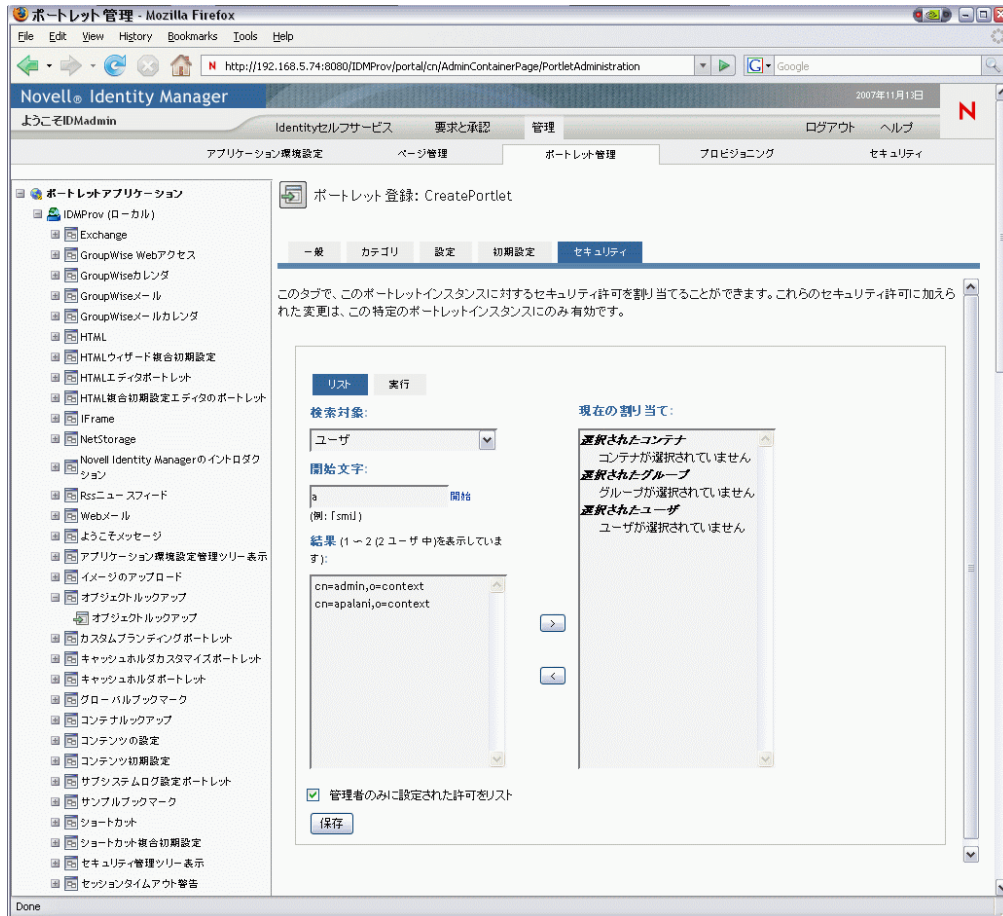 ポートレット管理 - Mozilla Firefox
File Edit View History Bookmarks Tools Help
N http://192.168.5.74:8080/IDMProv/portal/cn/AdminContainerPage/PortletAdministration
G Google
Novell® Identity Manager
2007年11月13日
N
ようこそIDMadmin
Identityセルフサービス 要求と承認 管理 ログアウト ヘルプ
アプリケーション環境設定 ページ管理 ポートレット管理 プロビジョニング セキュリティ
ポートレットアプリケーション
IDMProv (ローカル)
Exchange
GroupWise Webアクセス
GroupWiseカレンダ
GroupWiseメール
GroupWiseメールカレンダ
HTML
HTMLウィザード複合初期設定
HTMLエディタポートレット
HTML複合初期設定エディタのポートレット
IFrame
NetStorage
Novell Identity Managerのイントロダク
ション
Rssニュースフィード
Webメール
ようこそメッセージ
アプリケーション環境設定管理ツリー表示
イメージのアップロード
オブジェクトルックアップ
オブジェクトルックアップ
カスタムブランディングポートレット
キャッシュホルダカスタマイズポートレット
キャッシュホルダポートレット
グローバルブックマーク
コンテナルックアップ
コンテンツの設定
コンテンツ初期設定
サブシステムログ設定ポートレット
サンプルブックマーク
ショートカット
ショートカット複合初期設定
セキュリティ管理ツリー表示
セッションタイムアウト警告
ポートレット登録: CreatePortlet
一般 カテゴリ 設定 初期設定 セキュリティ
このタブで、このポートレットインスタンスに対するセキュリティ許可を割り当てることができます。これらのセキュリティ許可に加えら
れた変更は、この特定のポートレットインスタンスにのみ有効です。
リスト 実行
検索対象:
ユーザ
開始文字:
a 開始
(例:「smi」)
結果 (1 ～ 2 (2 ユーザ 中)を表示していま
す):
cn=admin,o=context
cn=apalani,o=context
>
<
現在の割り当て:
選択されたコンテナ
コンテナが選択されていません
選択されたグループ
グループが選択されていません
選択されたユーザ
ユーザが選択されていません
管理者のみに設定された許可をリスト
保存
Done